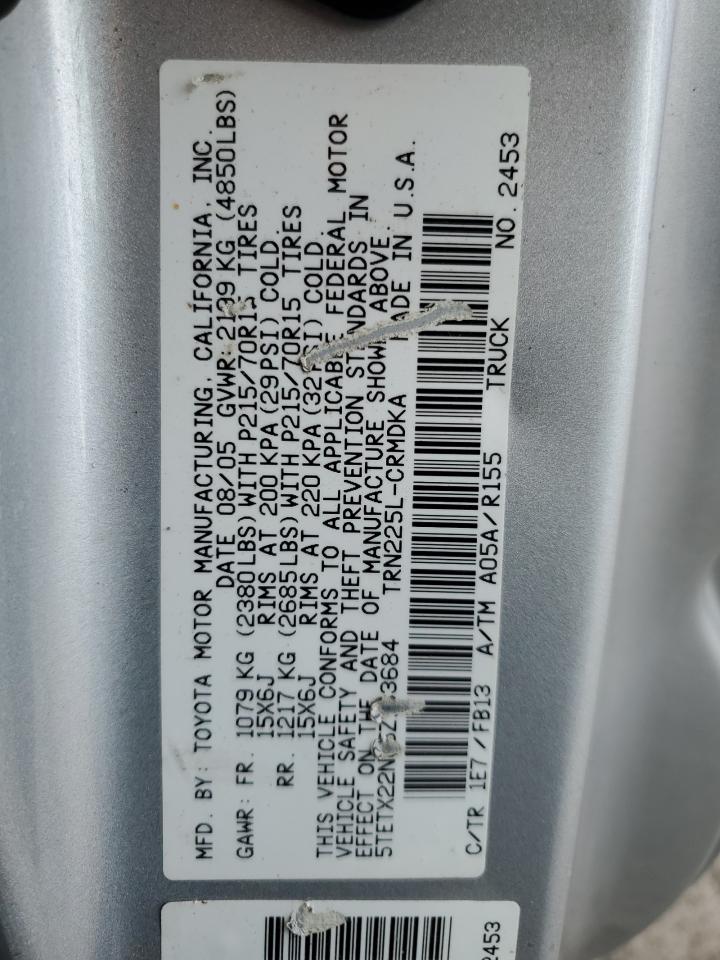 MFD. BY: TOYOTA MOTOR MANUFACTURING, CALIFORNIA, INC.
DATE 08/05 GVWR: 2199 KG (4850LBS)
GAWR: FR. 1079 KG (2380LBS) WITH P215/70R15 TIRES
15X6J RIMS AT 200 KPA (29PSI) COLD.
RR. 1217 KG (2685LBS) WITH P215/70R15 TIRES
15X6J RIMS AT 220 KPA (32 PSI) COLD.
THIS VEHICLE CONFORMS TO ALL APPLICABLE FEDERAL MOTOR
VEHICLE SAFETY AND THEFT PREVENTION STANDARDS IN
EFFECT ON THE DATE OF MANUFACTURE SHOWN ABOVE.
TRN225L-CRMDKA MADE IN U.S.A.
C/TR 1E7/FB13 A/TM A05A/R155 TRUCK NO. 2453
2453